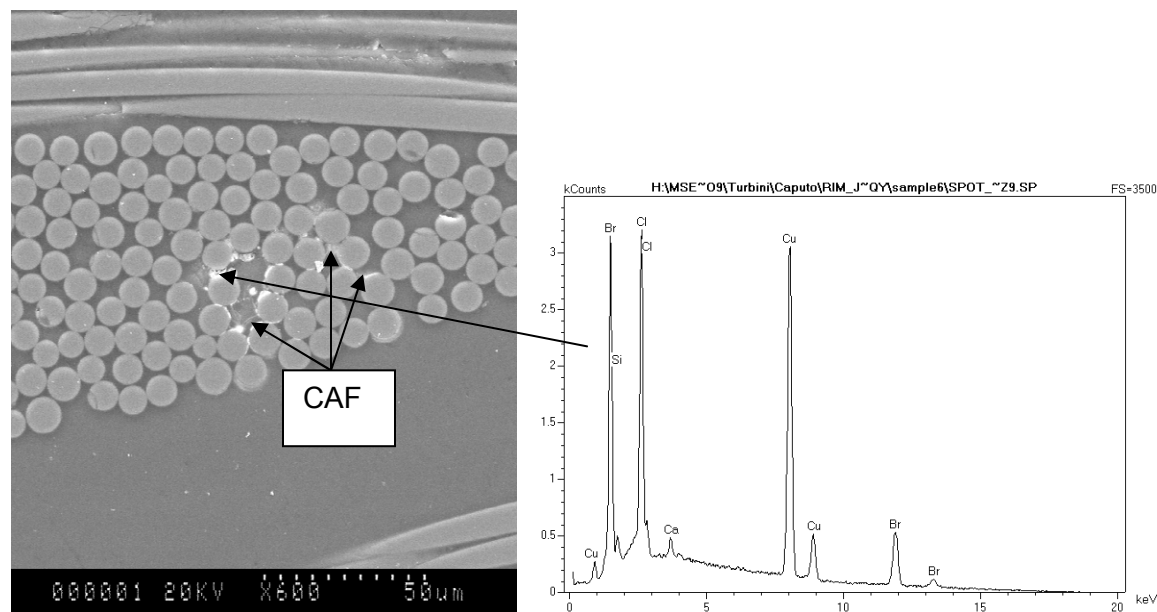 CAF
000001 20KV X600 50um
kCounts H:\MSE~O9\Turbini\Caputo\RIM_J~QY\sample6\SPOT_~Z9.SP FS=3500
Br
Cl
Cl
Cu
3
2.5
Si
2
1.5
1
0.5
Cu
Ca
Cu
Br
Br
0
0 5 10 15 20
keV